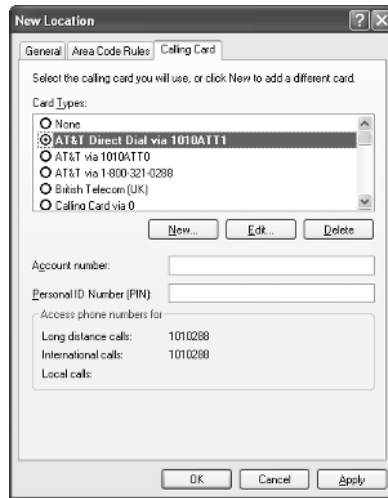 New Location
General Area Code Rules Calling Card
Select the calling card you will use, or click New to add a different card.
Card Types:
None
AT&T Direct Dial via 1010ATT1
AT&T via 1010ATT0
AT&T via 1-800-321-0288
British Telecom (UK)
Calling Card via 0
New... Edit... Delete
Account number:
Personal ID Number (PIN):
Access phone numbers for
Long distance calls: 1010288
International calls: 1010288
Local calls:
OK Cancel Apply